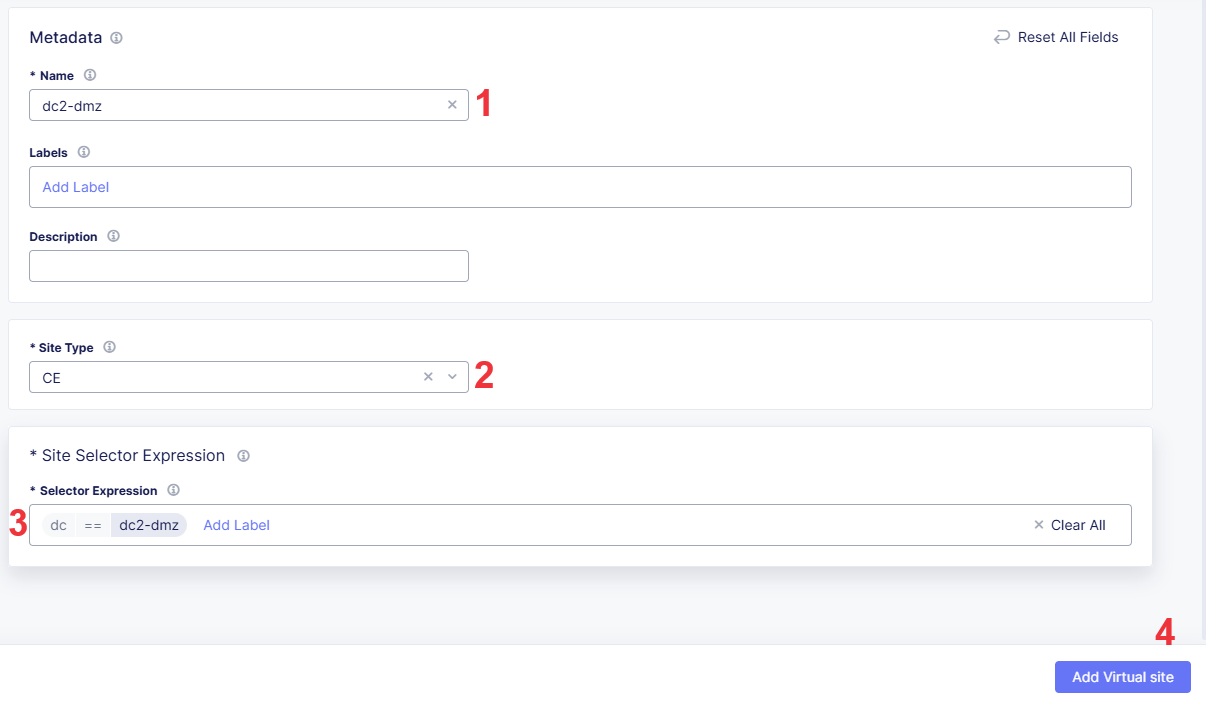 Metadata
Reset All Fields
* Name
dc2-dmz
1
Labels
Add Label
Description
* Site Type
CE
2
* Site Selector Expression
* Selector Expression
3
dc == dc2-dmz Add Label
Clear All
4
Add Virtual site